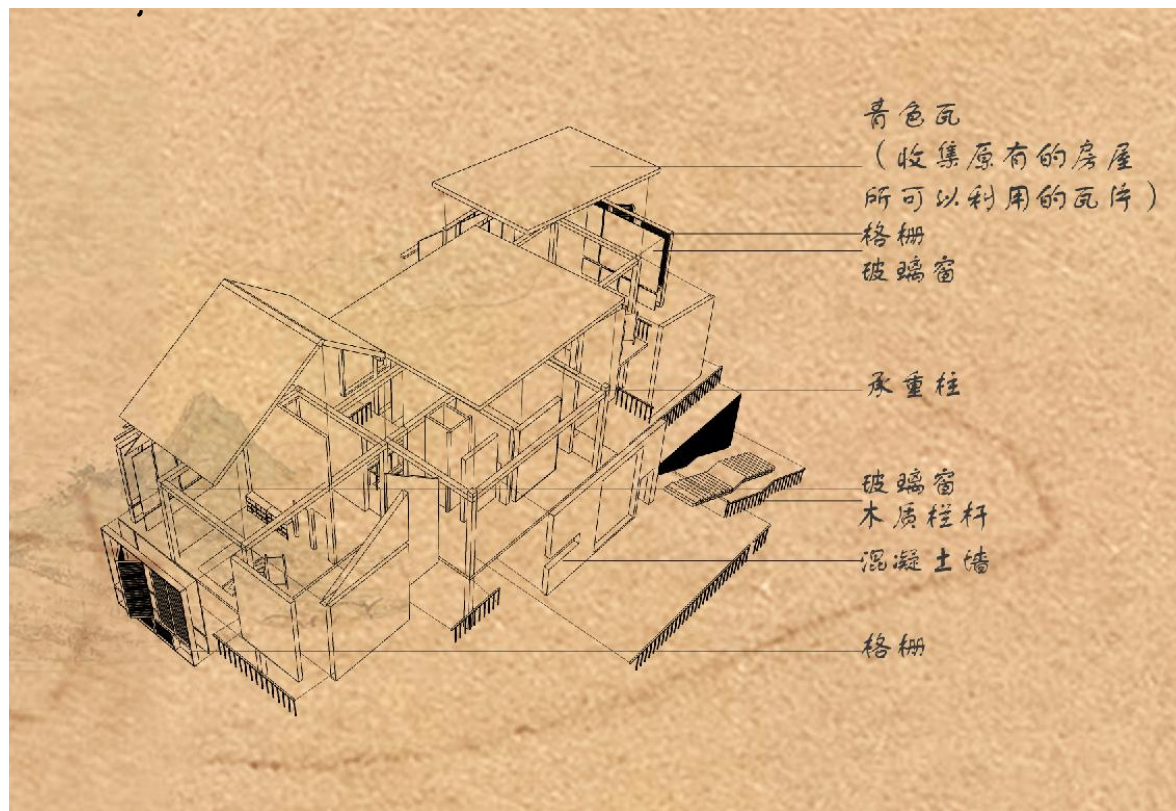 青色瓦
（收集原有的房屋
所可以利用的瓦片）
格栅
玻璃窗
承重柱
玻璃窗
木质栏杆
混凝土墙
格栅